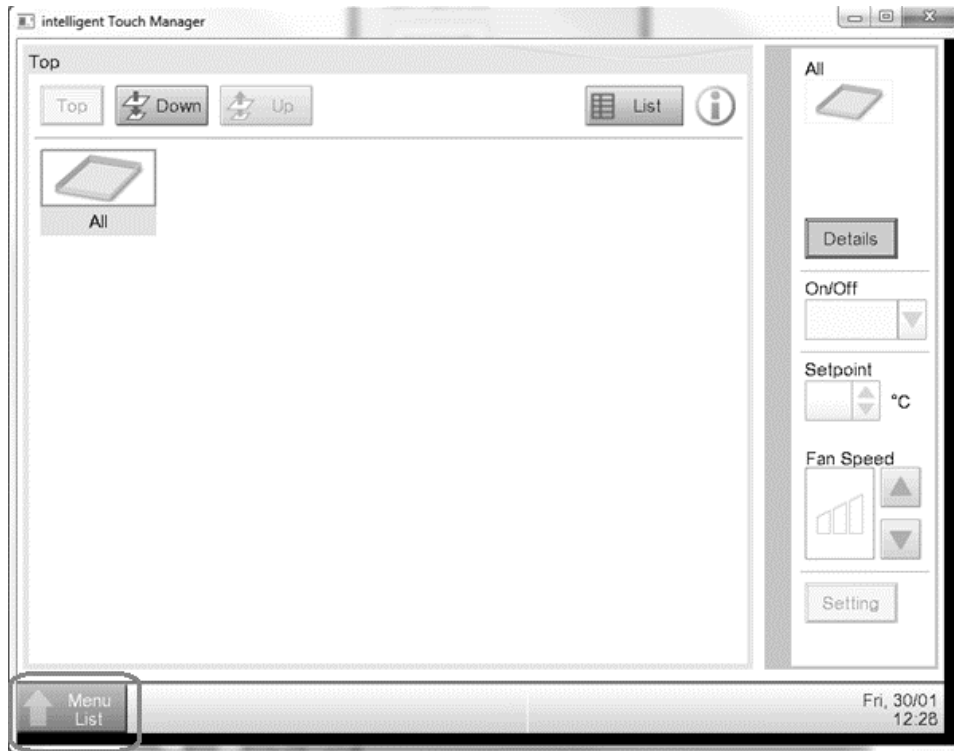 intelligent Touch Manager
Top
Top
Down
Up
List
All
All
Details
On/Off
Setpoint
°C
Fan Speed
Setting
Menu
List
Fri, 30/01
12:28